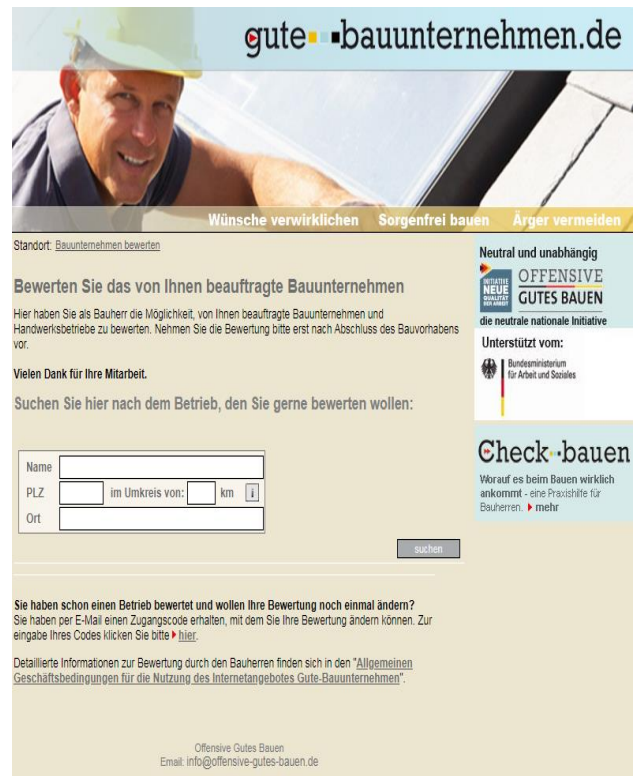 gute bauunternehmen.de
Wünsche verwirklichen Sorgenfrei bauen Ärger vermeiden
Standort: Bauunternehmen bewerten
Bewerten Sie das von Ihnen beauftragte Bauunternehmen
Hier haben Sie als Bauherr die Möglichkeit, von Ihnen beauftragte Bauunternehmen und
Handwerksbetriebe zu bewerten. Nehmen Sie die Bewertung bitte erst nach Abschluss des Bauvorhabens
vor.
Vielen Dank für Ihre Mitarbeit.
Suchen Sie hier nach dem Betrieb, den Sie gerne bewerten wollen:
Name
PLZ im Umkreis von: km i
Ort
suchen
Sie haben schon einen Betrieb bewertet und wollen Ihre Bewertung noch einmal ändern?
Sie haben per E-Mail einen Zugangscode erhalten, mit dem Sie Ihre Bewertung ändern können. Zur
eingabe Ihres Codes klicken Sie bitte hier.
Detaillierte Informationen zur Bewertung durch den Bauherren finden sich in den "Allgemeinen
Geschäftsbedingungen für die Nutzung des Internetangebotes Gute-Bauunternehmen".
Neutral und unabhängig
INITIATIVE
NEUE
QUALITÄT
DER ARBEIT
OFFENSIVE
GUTES BAUEN
die neutrale nationale Initiative
Unterstützt vom:
Bundesministerium
für Arbeit und Soziales
Check bauen
Worauf es beim Bauen wirklich
ankommt - eine Praxishilfe für
Bauherren. mehr
Offensive Gutes Bauen
Email: info@offensive-gutes-bauen.de